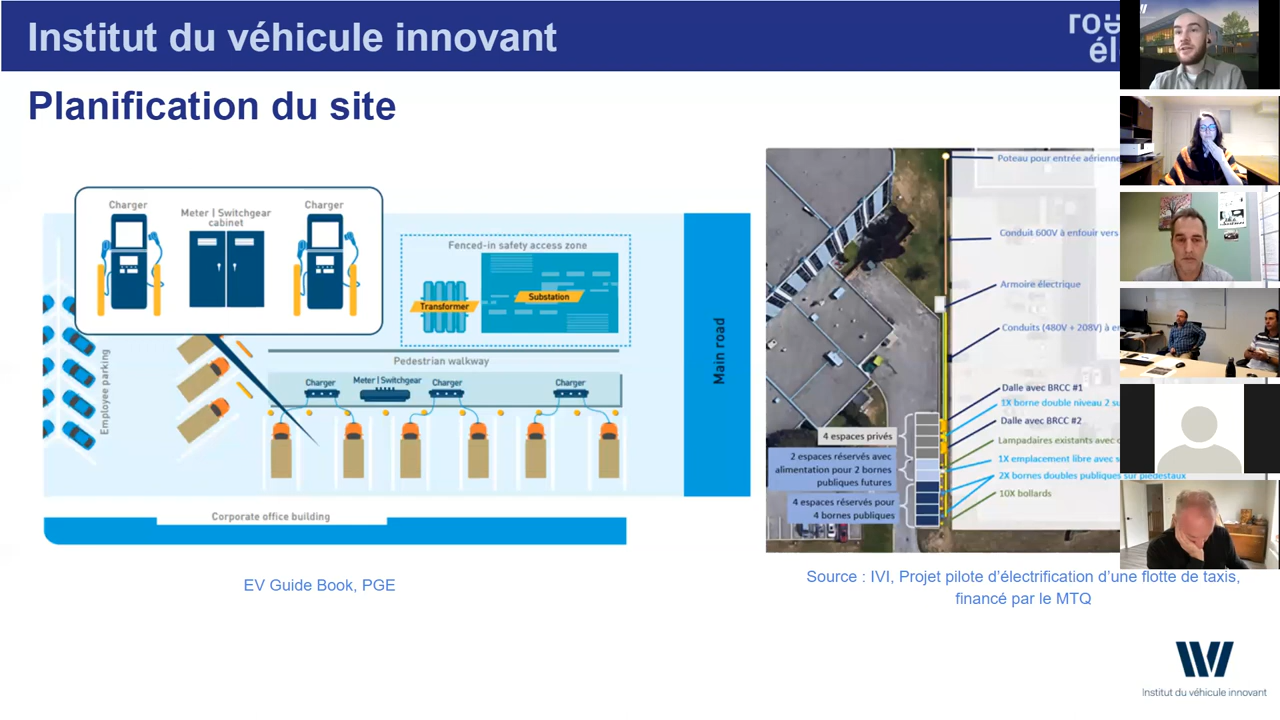 Institut du véhicule innovant
Planification du site
Charger
Meter | Switchgear
cabinet
Charger
Fenced-in safety access zone
Transformer
Substation
Employee parking
Pedestrian walkway
Charger
Meter | Switchgear
Charger
Charger
Main road
Corporate office building
EV Guide Book, PGE
Poteau pour entrée aérienne
Conduit 600V à enfouir vers
Armoire électrique
Conduits (480V + 208V) à
Dalle avec BRCC #1
1X borne double niveau 2
Dalle avec BRCC #2
Lampadaires existants avec
1X emplacement libre avec
2X bornes doubles publiques sur piédestaux
10X bollards
4 espaces privés
2 espaces réservés avec
alimentation pour 2 bornes
publiques futures
4 espaces réservés pour
4 bornes publiques
Source : IVI, Projet pilote d'électrification d'une flotte de taxis,
financé par le MTQ
Institut du véhicule innovant